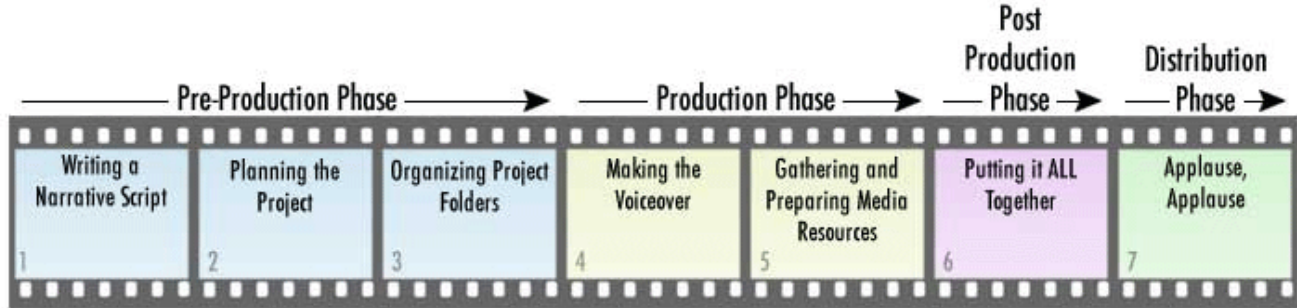 Pre-Production Phase
Production Phase
Post
Production
Phase
Distribution
Phase
Writing a
Narrative Script
1
Planning the
Project
2
Organizing Project
Folders
3
Making the
Voiceover
4
Gathering and
Preparing Media
Resources
5
Putting it ALL
Together
6
Applause,
Applause
7